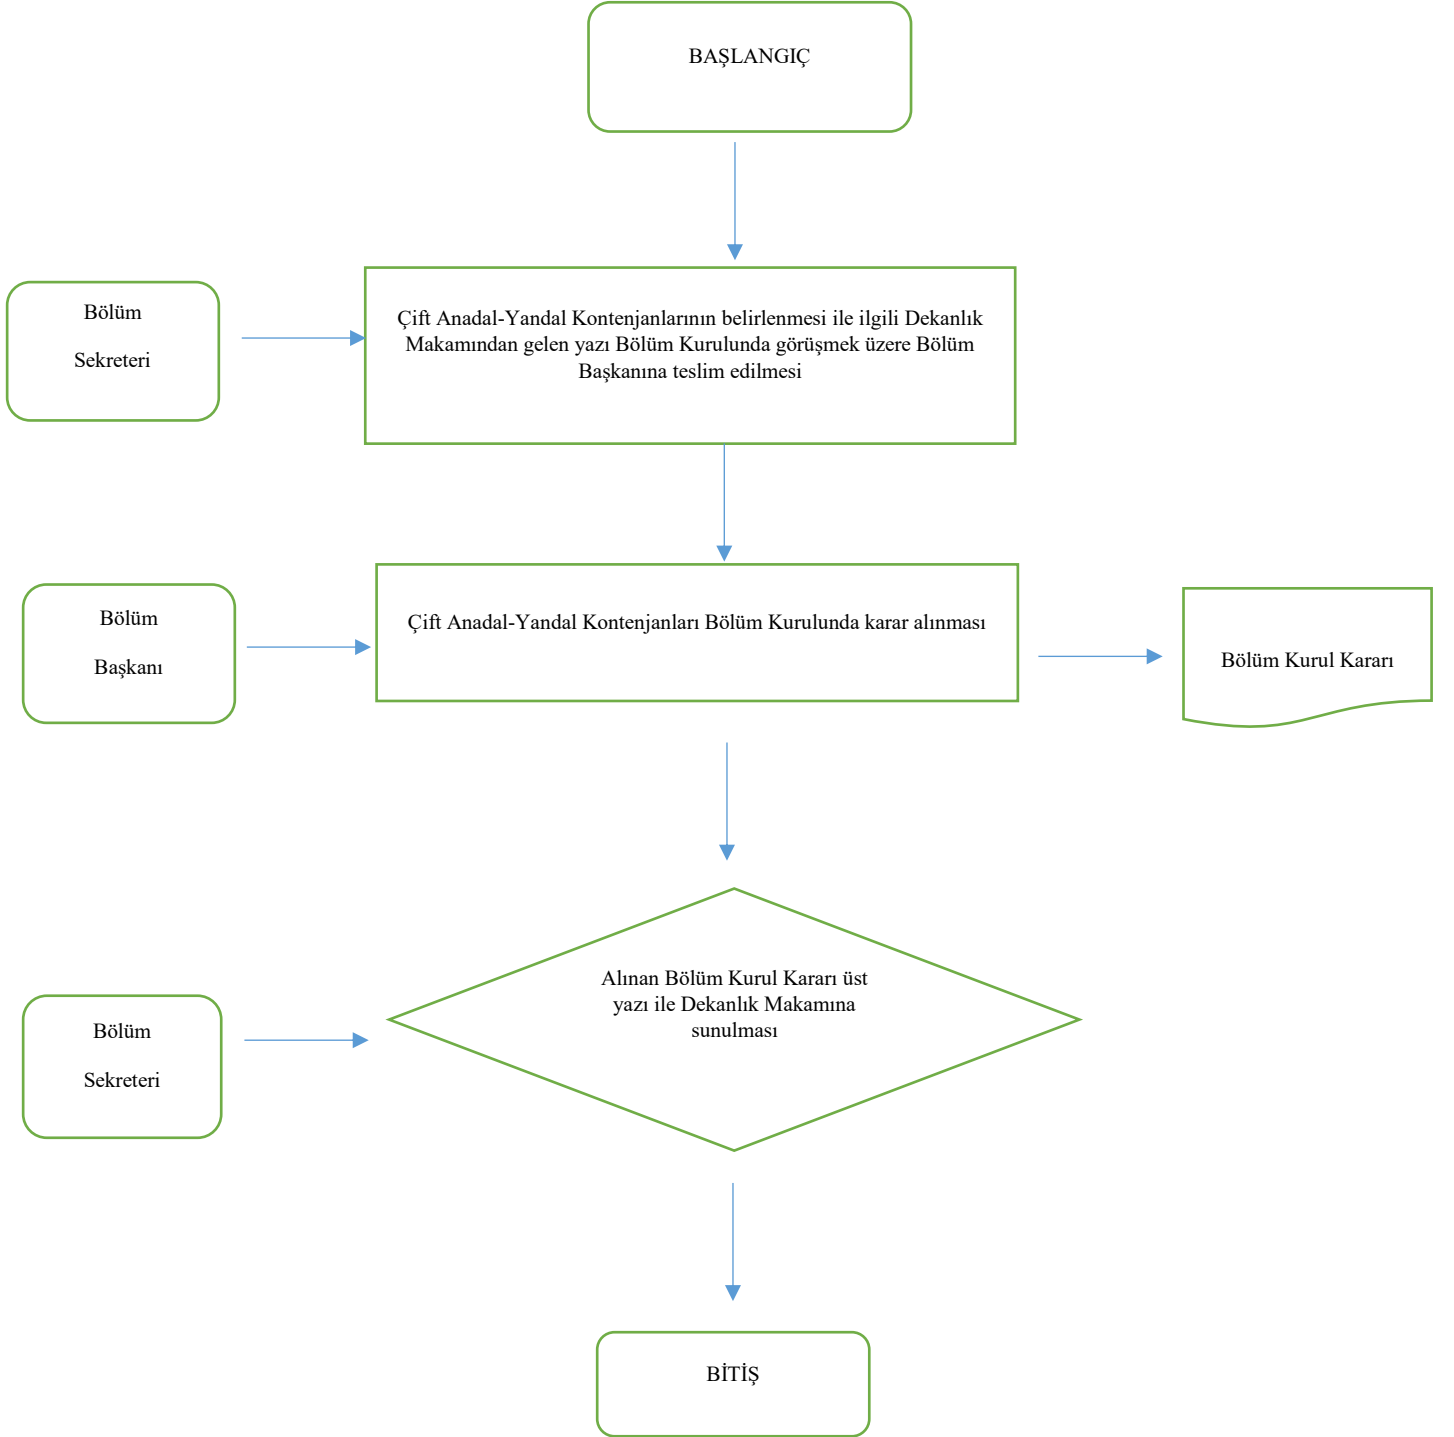 BAŞLANGIÇ
Bölüm
Sekreteri
Çift Anadal-Yandal Kontenjanlarının belirlenmesi ile ilgili Dekanlık
Makamından gelen yazı Bölüm Kurulunda görüşmek üzere Bölüm
Başkanına teslim edilmesi
Bölüm
Başkanı
Çift Anadal-Yandal Kontenjanları Bölüm Kurulunda karar alınması
Bölüm Kurul Kararı
Alınan Bölüm Kurul Kararı üst
yazı ile Dekanlık Makamına
sunulması
Bölüm
Sekreteri
BİTİŞ